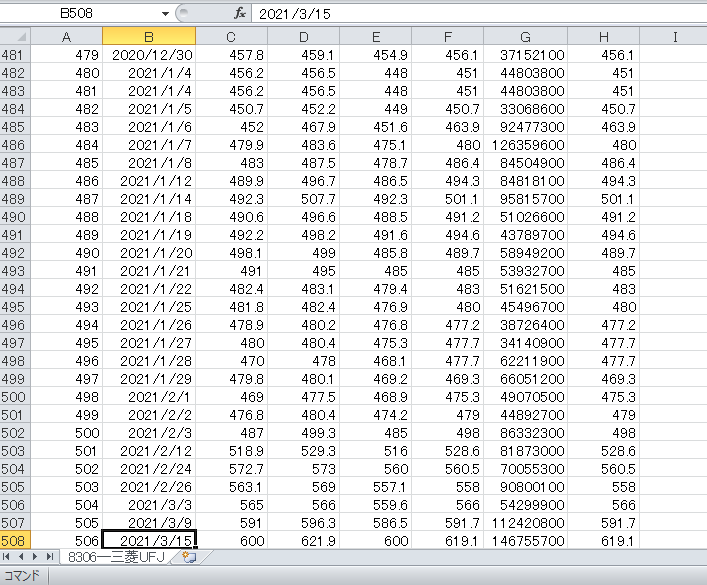 B508 fx 2021/3/15
A B C D E F G H I
481 479 2020/12/30 457.8 459.1 454.9 456.1 37152100 456.1
482 480 2021/1/4 456.2 456.5 448 451 44803800 451
483 481 2021/1/4 456.2 456.5 448 451 44803800 451
484 482 2021/1/5 450.7 452.2 449 450.7 33068600 450.7
485 483 2021/1/6 452 467.9 451.6 463.9 92477300 463.9
486 484 2021/1/7 479.9 483.6 475.1 480 126359600 480
487 485 2021/1/8 483 487.5 478.7 486.4 84504900 486.4
488 486 2021/1/12 489.9 496.7 486.5 494.3 84818100 494.3
489 487 2021/1/14 492.3 507.7 492.3 501.1 95815700 501.1
490 488 2021/1/18 490.6 496.6 488.5 491.2 51026600 491.2
491 489 2021/1/19 492.2 498.2 491.6 494.6 43789700 494.6
492 490 2021/1/20 498.1 499 485.8 489.7 58949200 489.7
493 491 2021/1/21 491 495 485 485 53932700 485
494 492 2021/1/22 482.4 483.1 479.4 483 51621500 483
495 493 2021/1/25 481.8 482.4 476.9 480 45496700 480
496 494 2021/1/26 478.9 480.2 476.8 477.2 38726400 477.2
497 495 2021/1/27 480 480.4 475.3 477.7 34140900 477.7
498 496 2021/1/28 470 478 468.1 477.7 62211900 477.7
499 497 2021/1/29 479.8 480.1 469.2 469.3 66051200 469.3
500 498 2021/2/1 469 477.5 468.9 475.3 49070500 475.3
501 499 2021/2/2 476.8 480.4 474.2 479 44892700 479
502 500 2021/2/3 487 499.3 485 498 86332300 498
503 501 2021/2/12 518.9 529.3 516 528.6 81873000 528.6
504 502 2021/2/24 572.7 573 560 560.5 70055300 560.5
505 503 2021/2/26 563.1 569 557.1 558 90800100 558
506 504 2021/3/3 565 566 559.6 566 54299900 566
507 505 2021/3/9 591 596.3 586.5 591.7 112420800 591.7
508 506 2021/3/15 600 621.9 600 619.1 146755700 619.1
8306―三菱UFJ
コマンド